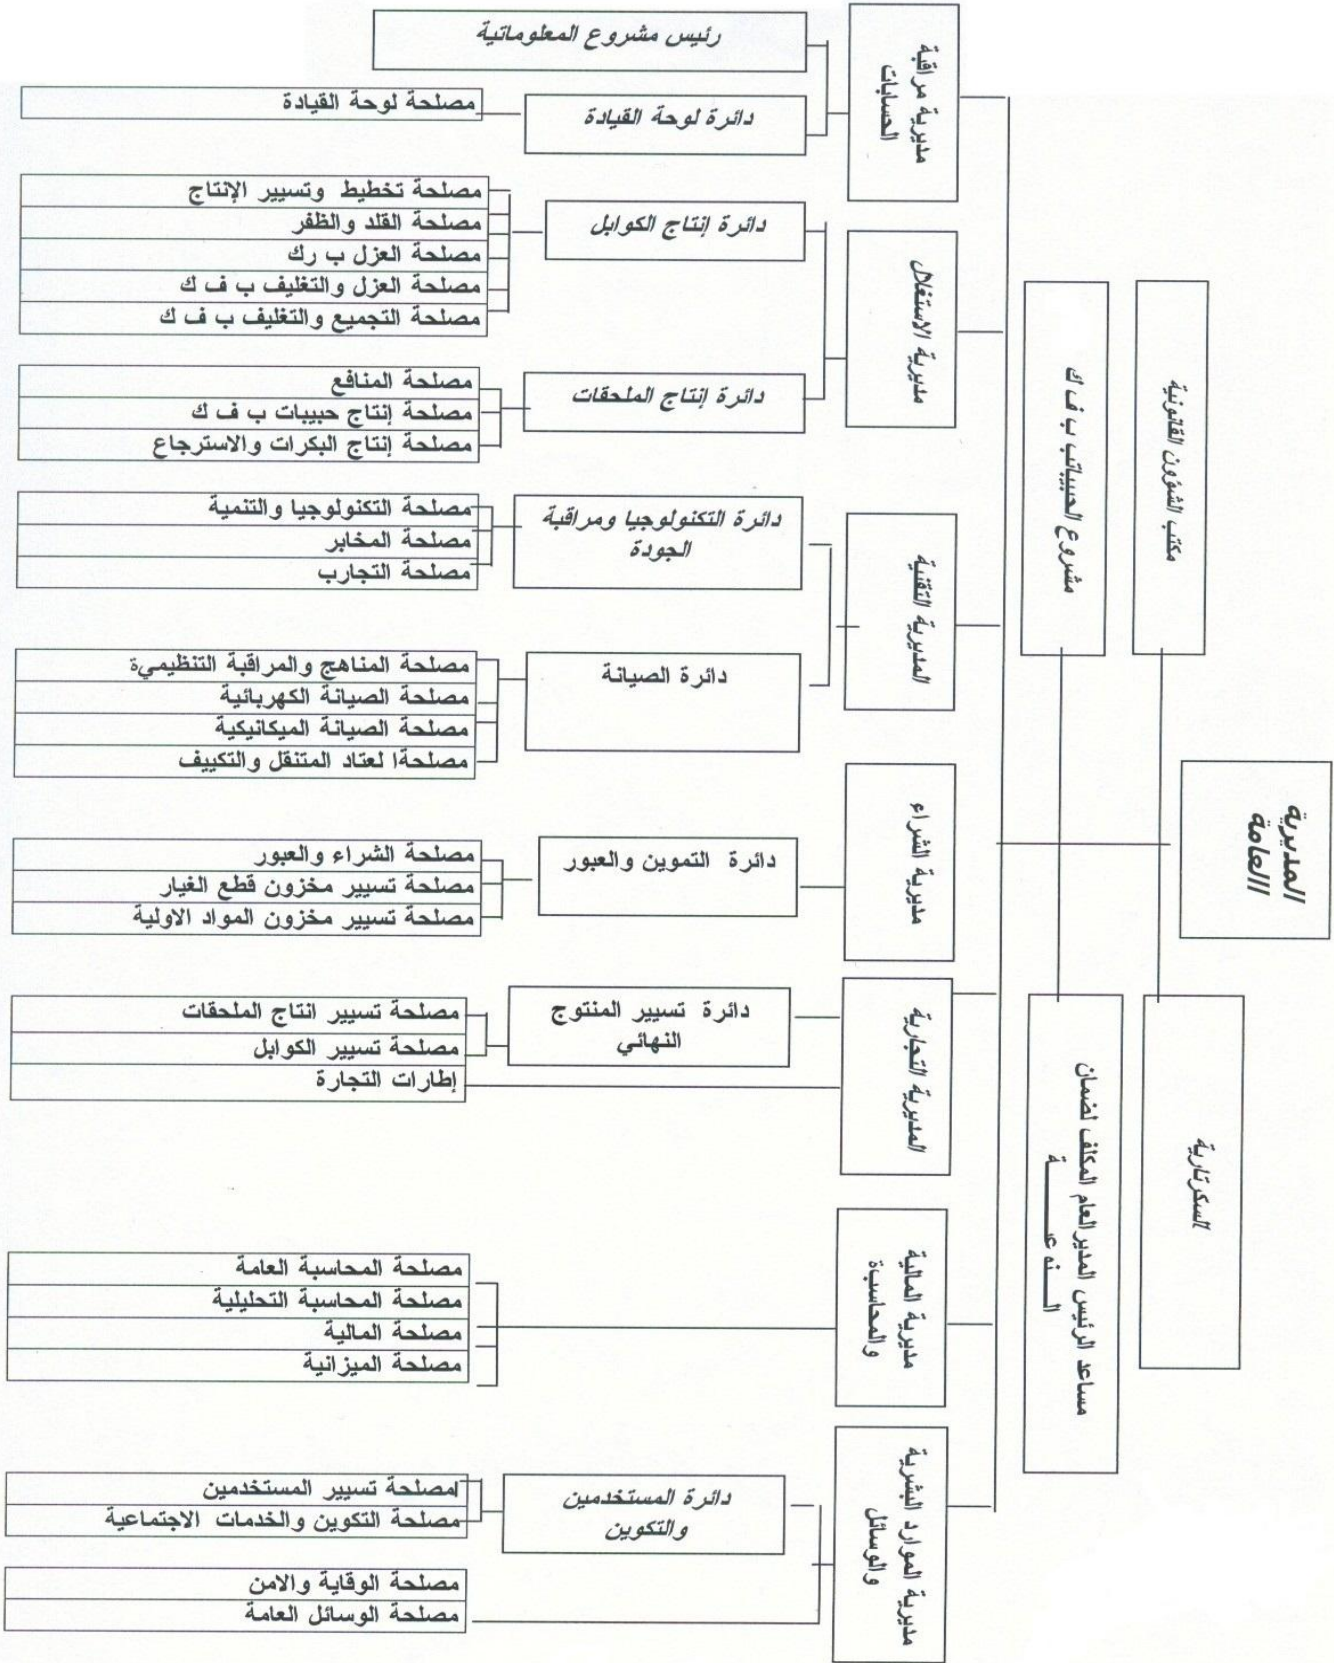 المديرية
االعامة
مكتب الشؤون القانونية
السكرتارية
مشروع الحبيباتب ب ف ك
مساعد الرئيس المدير العام المكلف لضمان
مديرية مراقبة
الحسابات
رئيس مشروع المعلوماتية
دائرة لوحة القيادة
مصلحة لوحة القيادة
مديرية الاستغلال
دائرة إنتاج الكوابل
مصلحة تخطيط وتسيير الإنتاج
مصلحة القلد والظفر
مصلحة العزل ب رك
مصلحة العزل والتغليف ب ف ك
مصلحة التجميع والتغليف ب ف ك
دائرة إنتاج الملحقات
مصلحة المنافع
مصلحة إنتاج حبيبات ب ف ك
مصلحة إنتاج البكرات والاسترجاع
المديرية التقنية
دائرة التكنولوجيا ومراقبة
الجودة
مصلحة التكنولوجيا والتنمية
مصلحة المخابر
مصلحة التجارب
دائرة الصيانة
مصلحة المناهج والمراقبة التنظيمية
مصلحة الصيانة الكهربائية
مصلحة الصيانة الميكانيكية
مصلحةا لعتاد المتنقل والتكييف
مديرية الشراء
دائرة التموين والعبور
مصلحة الشراء والعبور
مصلحة تسيير مخزون قطع الغيار
مصلحة تسيير مخزون المواد الاولية
المديرية التجارية
دائرة تسيير المنتوج
النهائي
مصلحة تسيير انتاج الملحقات
مصلحة تسيير الكوابل
إطارات التجارة
مديرية المالية
والمحاسبة
مصلحة المحاسبة العامة
مصلحة المحاسبة التحليلية
مصلحة المالية
مصلحة الميزانية
مديرية الموارد البشرية
والوسائل
دائرة المستخدمين
والتكوين
مصلحة تسيير المستخدمين
مصلحة التكوين والخدمات الاجتماعية
مصلحة الوقاية والامن
مصلحة الوسائل العامة